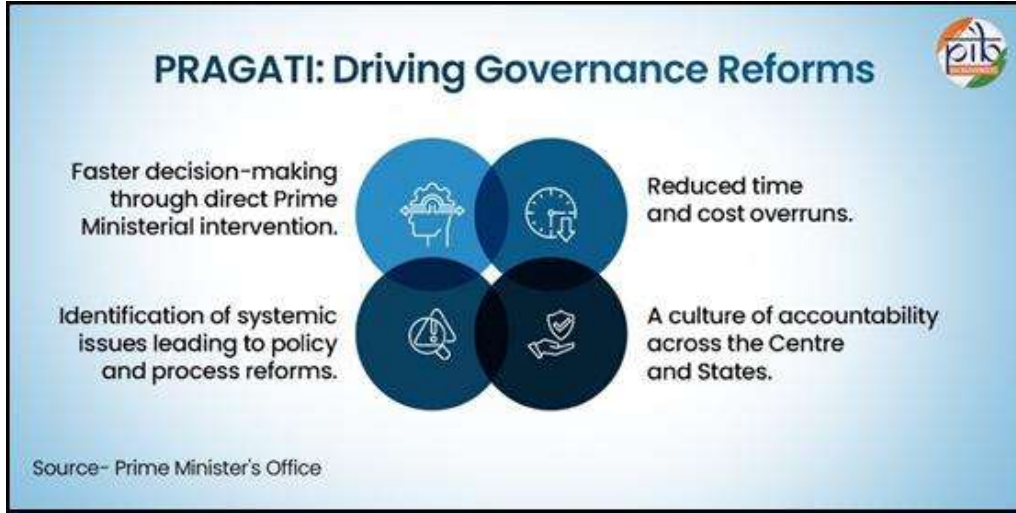 PRAGATI: Driving Governance Reforms
pib
Faster decision-making
through direct Prime
Ministerial intervention.
Reduced time
and cost overruns.
Identification of systemic
issues leading to policy
and process reforms.
A culture of accountability
across the Centre
and States.
Source- Prime Minister's Office